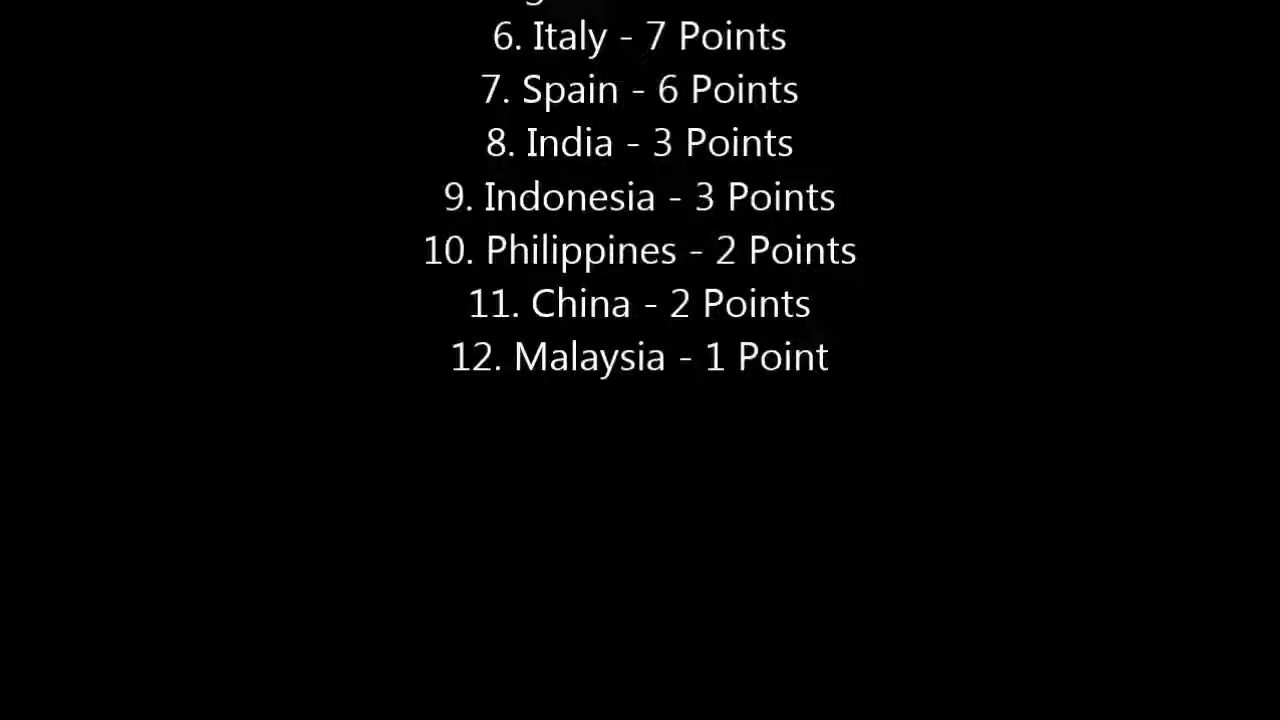 6. Italy - 7 Points
7. Spain - 6 Points
8. India - 3 Points
9. Indonesia - 3 Points
10. Philippines - 2 Points
11. China - 2 Points
12. Malaysia - 1 Point